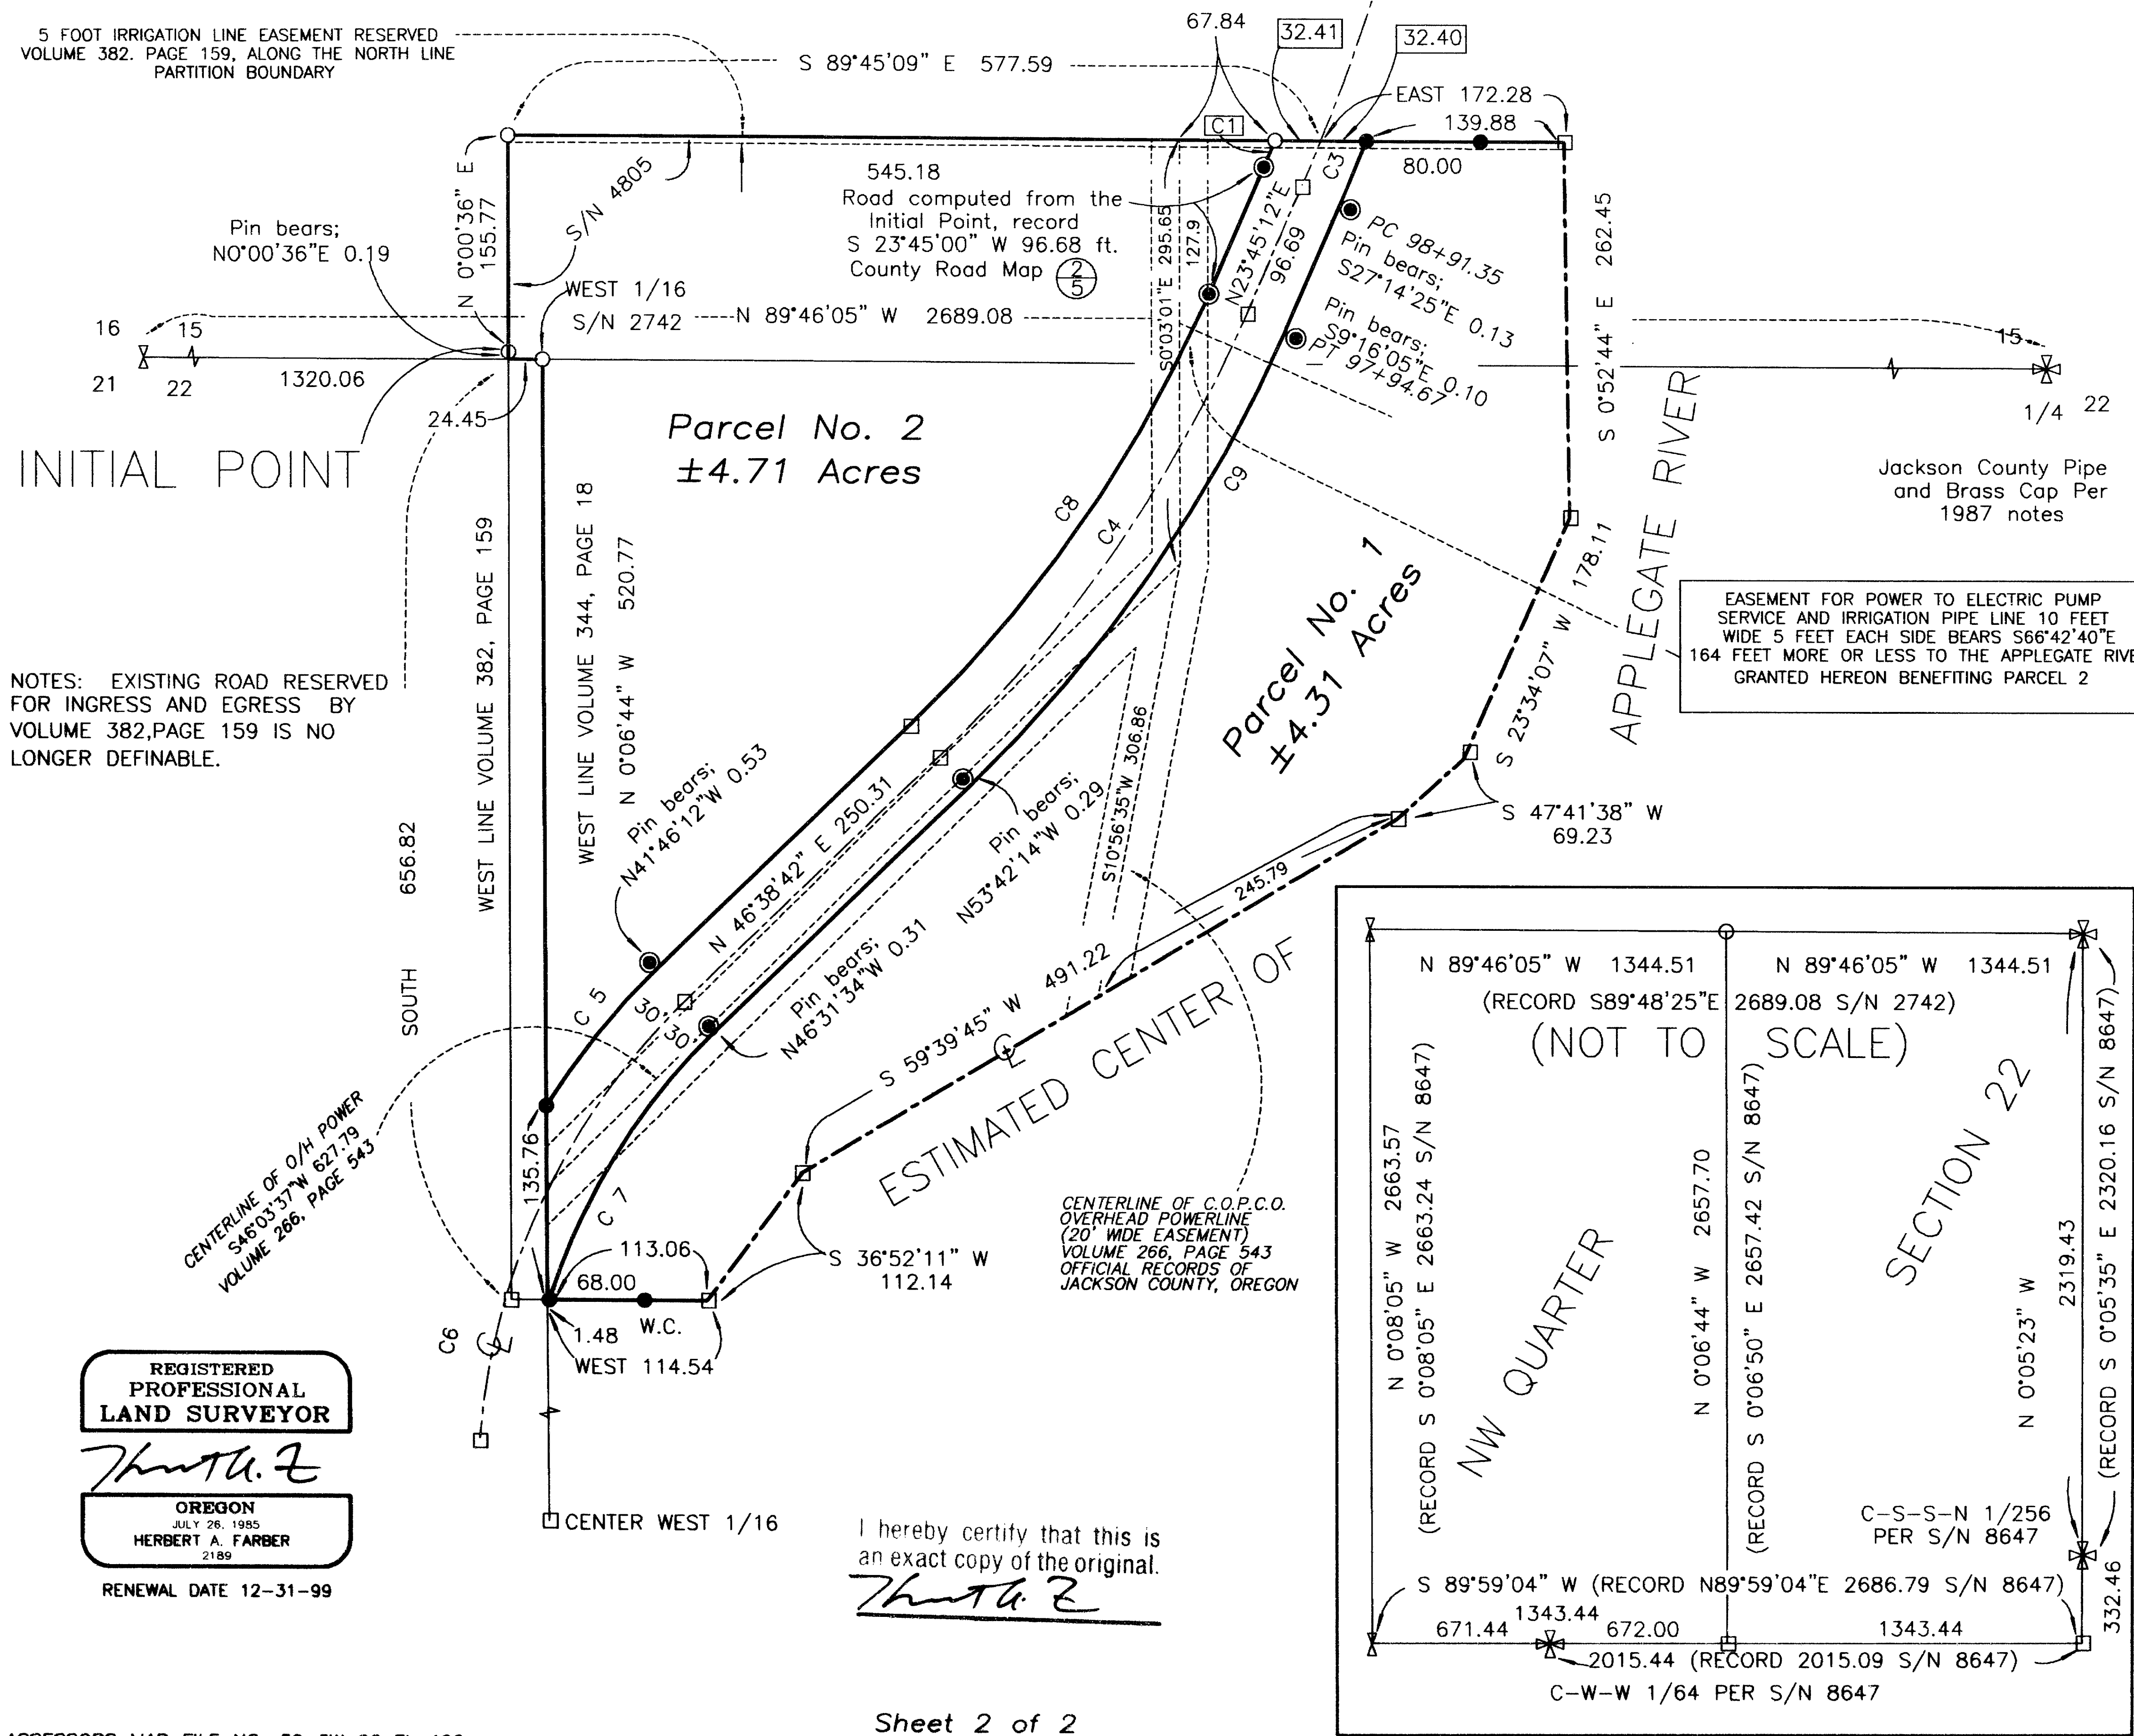 5 FOOT IRRIGATION LINE EASEMENT RESERVED
VOLUME 382. PAGE 159, ALONG THE NORTH LINE
PARTITION BOUNDARY
S 89°45'09" E 577.59
67.84
32.41
32.40
EAST 172.28
139.88
C1
C3
80.00
N 0°00'36" E
155.77
S/N 4805
545.18
Road computed from the
Initial Point, record
S 23°45'00" W 96.68 ft.
County Road Map 2
5
Pin bears;
N0°00'36"E 0.19
WEST 1/16
S/N 2742
N 89°46'05" W 2689.08
S0°03'01"E 295.65
127.9
N23°45'12"E
96.69
PC 98+91.35
Pin bears;
S27°14'25"E 0.13
Pin bears;
S9°16'05"E 0.10
PT 97+94.67
S 0°52'44" E 262.45
16
15
21
22
1320.06
24.45
15
1/4
22
INITIAL POINT
Parcel No. 2
±4.71 Acres
APPLEGATE RIVER
Jackson County Pipe
and Brass Cap Per
1987 notes
WEST LINE VOLUME 382, PAGE 159
WEST LINE VOLUME 344, PAGE 18
N 0°06'44" W 520.77
C8
C4
C9
Parcel No. 1
±4.31 Acres
S 23°34'07" W 178.11
EASEMENT FOR POWER TO ELECTRIC PUMP
SERVICE AND IRRIGATION PIPE LINE 10 FEET
WIDE 5 FEET EACH SIDE BEARS S66°42'40"E
164 FEET MORE OR LESS TO THE APPLEGATE RIVE
GRANTED HEREON BENEFITING PARCEL 2
NOTES: EXISTING ROAD RESERVED
FOR INGRESS AND EGRESS BY
VOLUME 382,PAGE 159 IS NO
LONGER DEFINABLE.
SOUTH 656.82
Pin bears;
N41°46'12"W 0.53
N 46°38'42" E 250.31
Pin bears;
N53°42'14"W 0.29
S10°56'35"W 306.86
S 47°41'38" W
69.23
245.79
C 5
30'
30'
Pin bears;
N46°31'34"W 0.31
S 59°39'45" W 491.22
ESTIMATED CENTER OF
CENTERLINE OF O/H POWER
S46°03'37"W 627.79
VOLUME 266, PAGE 543
135.76
C 7
113.06
68.00
S 36°52'11" W
112.14
CENTERLINE OF C.O.P.C.O.
OVERHEAD POWERLINE
(20' WIDE EASEMENT)
VOLUME 266, PAGE 543
OFFICIAL RECORDS OF
JACKSON COUNTY, OREGON
C6
1.48
W.C.
WEST 114.54
CENTER WEST 1/16
REGISTERED
PROFESSIONAL
LAND SURVEYOR
OREGON
JULY 26, 1985
HERBERT A. FARBER
2189
RENEWAL DATE 12-31-99
I hereby certify that this is
an exact copy of the original.
N 89°46'05" W 1344.51
N 89°46'05" W 1344.51
(RECORD S89°48'25"E 2689.08 S/N 2742)
(NOT TO SCALE)
N 0°08'05" W 2663.57
(RECORD S 0°08'05" E 2663.24 S/N 8647)
N 0°06'44" W 2657.70
(RECORD S 0°06'50" E 2657.42 S/N 8647)
N 0°05'23" W
2319.43
(RECORD S 0°05'35" E 2320.16 S/N 8647)
NW QUARTER
SECTION 22
C-S-S-N 1/256
PER S/N 8647
332.46
S 89°59'04" W (RECORD N89°59'04"E 2686.79 S/N 8647)
1343.44
671.44
672.00
1343.44
2015.44 (RECORD 2015.09 S/N 8647)
C-W-W 1/64 PER S/N 8647
Sheet 2 of 2